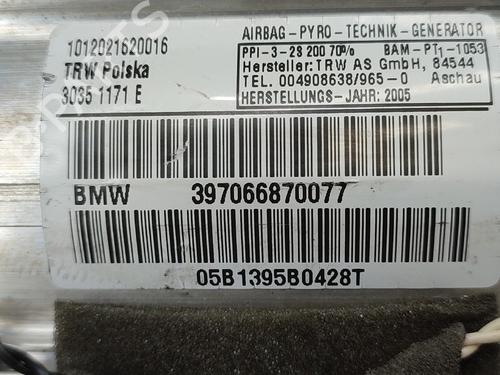 1012021620016
TRW Polska
3035 1171 E
AIRBAG-PYRO-TECHNIK-GENERATOR
PPI-3-28 200 70% BAM-PT1-1053
Hersteller: TRW AS GmbH, 84544
TEL. 004908638/965-0 Aschau
HERSTELLUNGS-JAHR: 2005
BMW 397066870077
05B1395B0428T